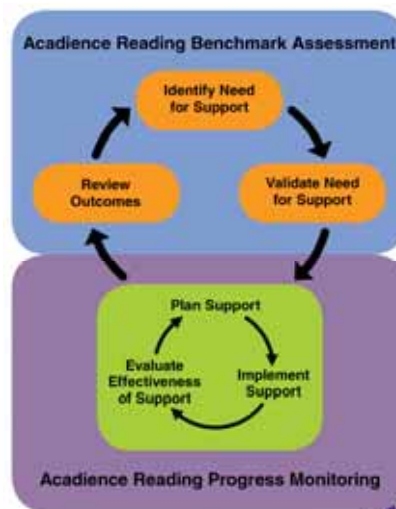 Acadience Reading Benchmark Assessment
Identify Need
for Support
Review
Outcomes
Validate Need
for Support
Plan Support
Evaluate
Effectiveness
of Support
Implement
Support
Acadience Reading Progress Monitoring